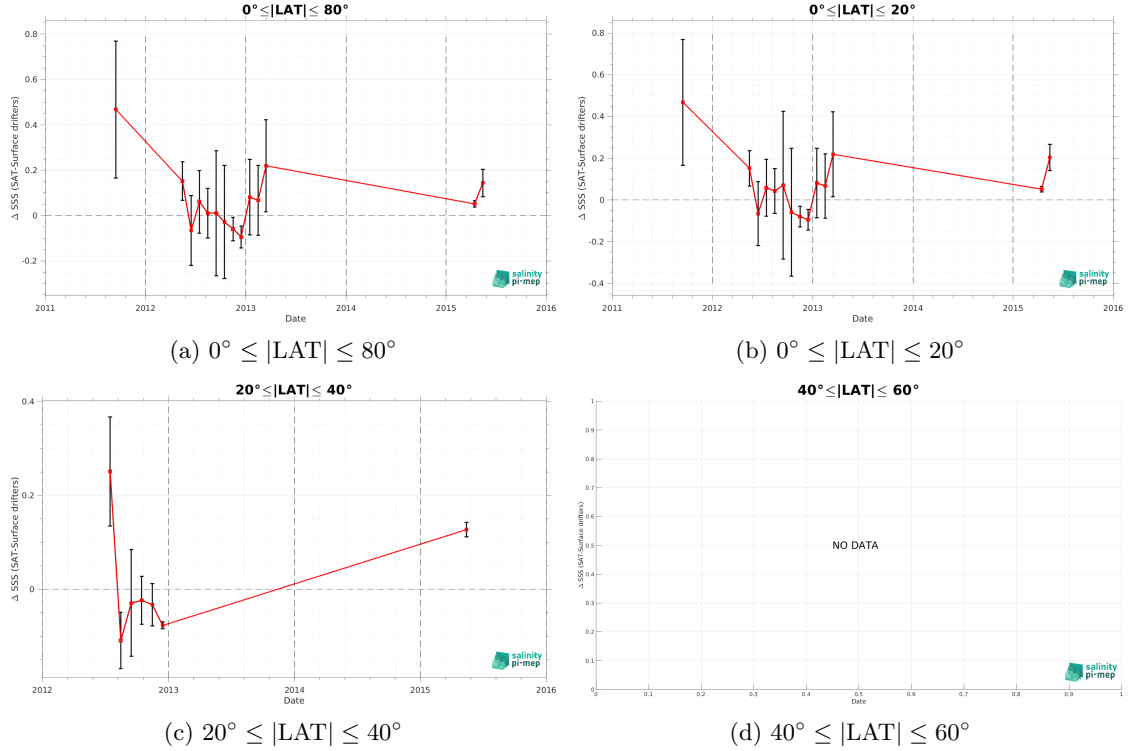 0°≤|LAT|≤ 80°
Δ SSS (SAT-Surface drifters)
0.8
0.6
0.4
0.2
0
-0.2
2011
2012
2013
2014
2015
2016
Date
salinity
pi-mep
(a) 0° ≤ |LAT| ≤ 80°
0°≤|LAT|≤ 20°
Δ SSS (SAT-Surface drifters)
0.8
0.6
0.4
0.2
0
-0.2
-0.4
2011
2012
2013
2014
2015
2016
Date
salinity
pi-mep
(b) 0° ≤ |LAT| ≤ 20°
20°≤|LAT|≤ 40°
Δ SSS (SAT-Surface drifters)
0.4
0.2
0
2012
2013
2014
2015
2016
Date
salinity
pi-mep
(c) 20° ≤ |LAT| ≤ 40°
40°≤|LAT|≤ 60°
Δ SSS (SAT-Surface drifters)
1
0.9
0.8
0.7
0.6
0.5
0.4
0.3
0.2
0.1
0
NO DATA
0
0.1
0.2
0.3
0.4
0.5
0.6
0.7
0.8
0.9
1
Date
salinity
pi-mep
(d) 40° ≤ |LAT| ≤ 60°